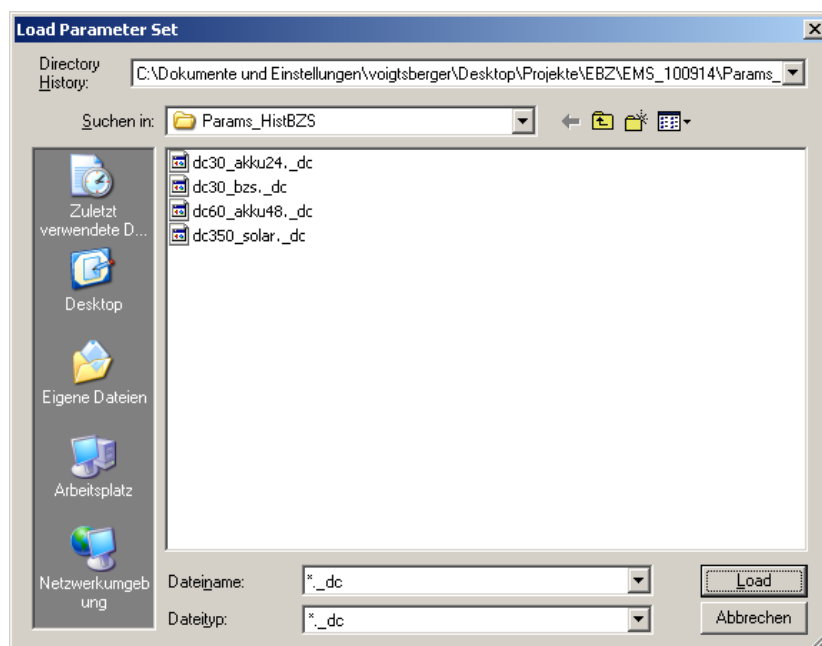 Load Parameter Set
Directory
History:
C:\Dokumente und Einstellungen\voigtsberger\Desktop\Projekte\EBZ\EMS_100914\Params_
Suchen in:
Params_HistBZS
dc30_akku24._dc
dc30_bzs._dc
dc60_akku48._dc
dc350_solar._dc
Zuletzt
verwendete D...
Desktop
Eigene Dateien
Arbeitsplatz
Netzwerkumgeb
ung
Dateiname:
*._dc
Load
Dateityp:
*._dc
Abbrechen